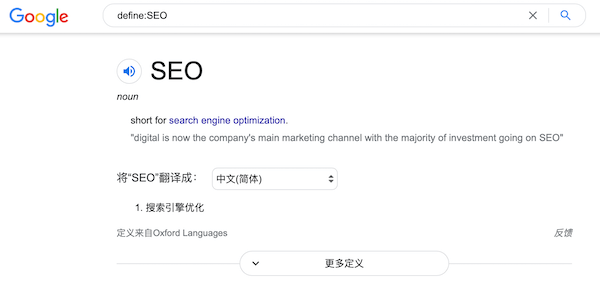 Google
define:SEO
SEO
noun
short for search engine optimization.
"digital is now the company's main marketing channel with the majority of investment going on SEO"
将“SEO”翻译成： 中文(简体)
1. 搜索引擎优化
定义来自Oxford Languages 反馈
更多定义